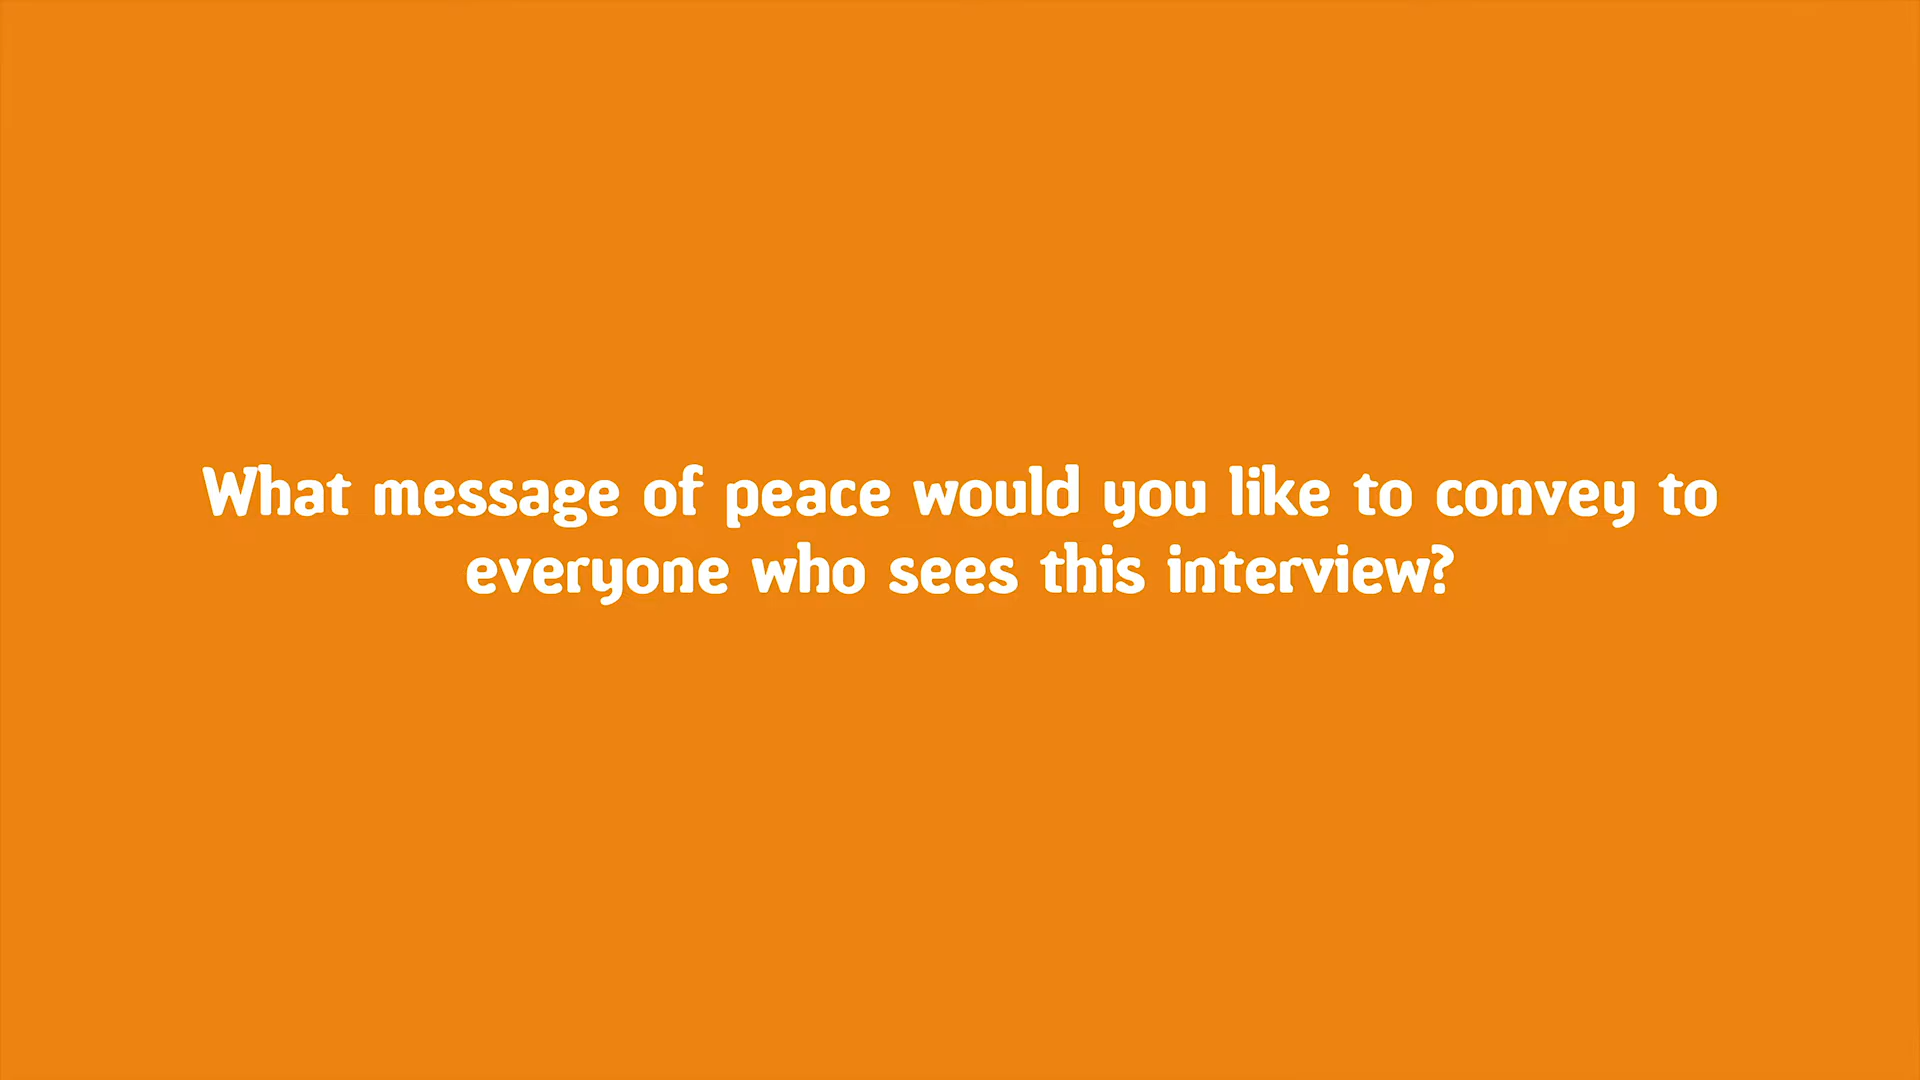 What message of peace would you like to convey to
everyone who sees this interview?